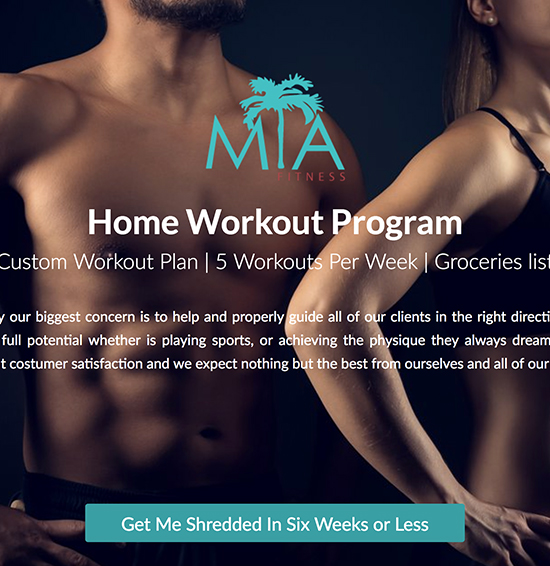 MIA
FITNESS
Home Workout Program
Custom Workout Plan | 5 Workouts Per Week | Groceries list
y our biggest concern is to help and properly guide all of our clients in the right directi
full potential whether is playing sports, or achieving the physique they always dream
t costumer satisfaction and we expect nothing but the best from ourselves and all of our
Get Me Shredded In Six Weeks or Less